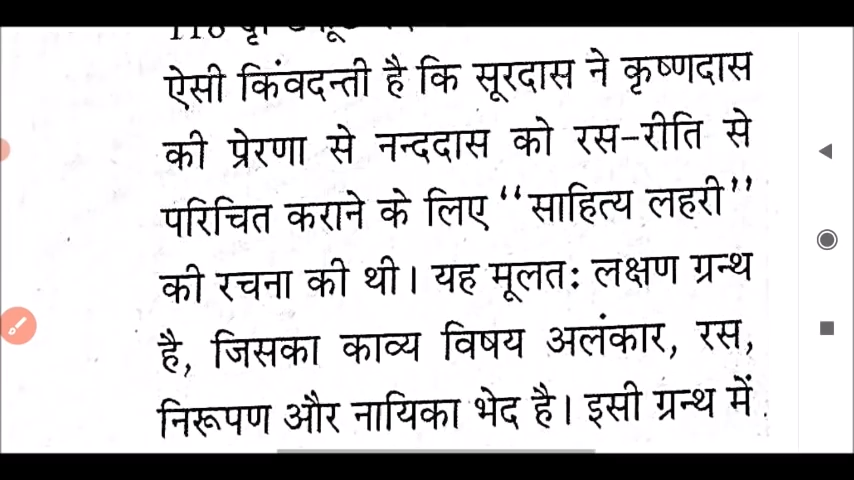 ऐसी किंवदन्ती है कि सूरदास ने कृष्णदास
की प्रेरणा से नन्ददास को रस-रीति से
परिचित कराने के लिए “साहित्य लहरी”
की रचना की थी। यह मूलतः लक्षण ग्रन्थ
है, जिसका काव्य विषय अलंकार, रस,
निरूपण और नायिका भेद है। इसी ग्रन्थ में